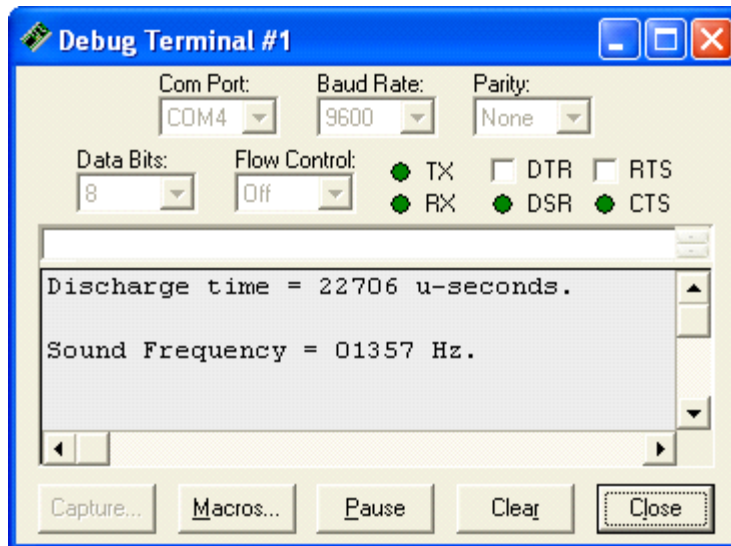 Debug Terminal #1
Com Port: Baud Rate: Parity:
COM4 9600 None
Data Bits: Flow Control: TX DTR RTS
8 Off RX DSR CTS
Discharge time = 22706 u-seconds.
Sound Frequency = 01357 Hz.
Capture... Macros... Pause Clear Close